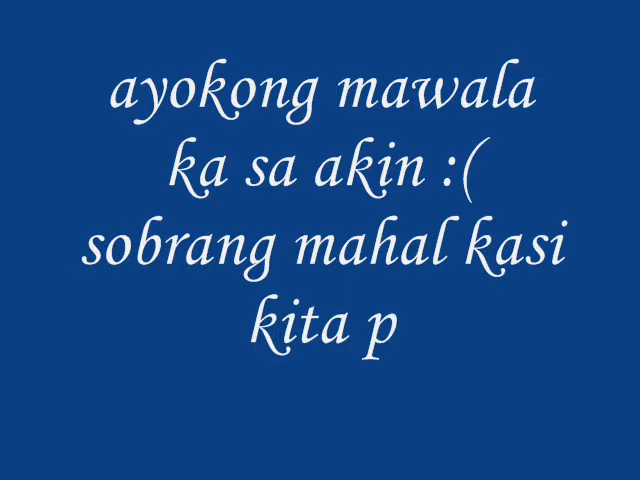 ayokong mawala
ka sa akin :(
sobrang mahal kasi
kita p